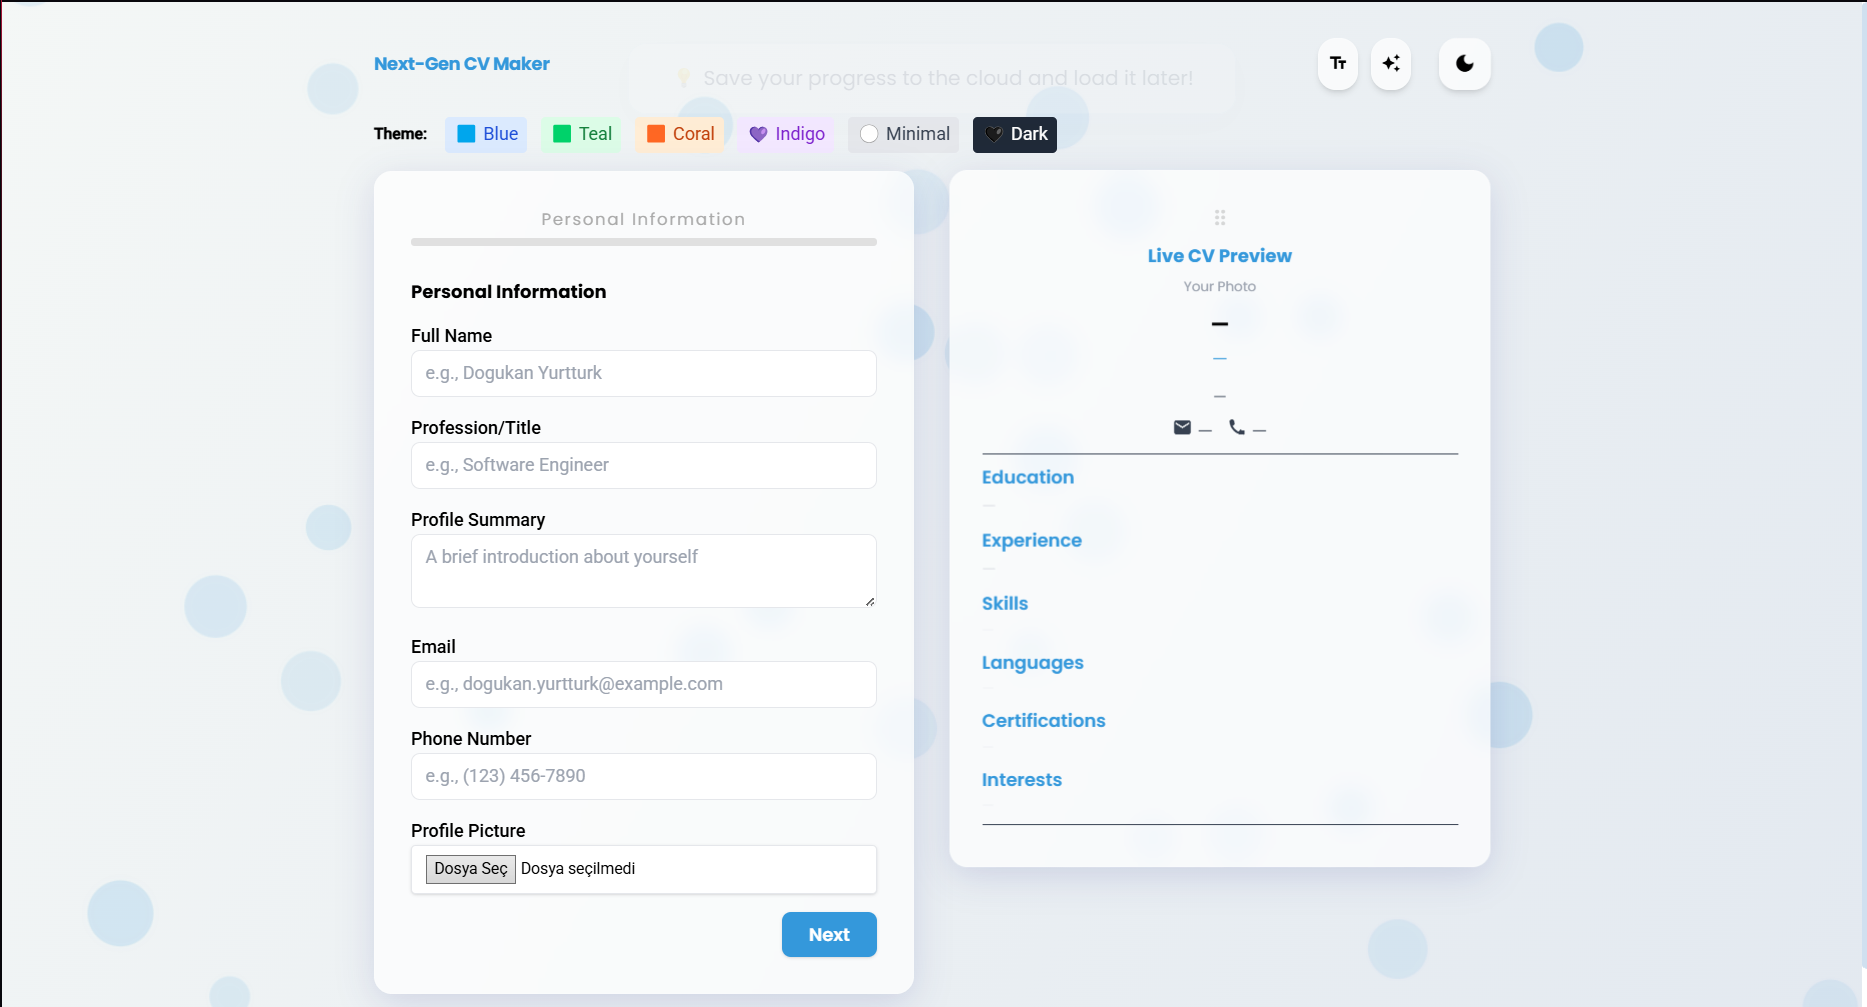 Next-Gen CV Maker
Save your progress to the cloud and load it later!
Tт
Theme:
Blue
Teal
Coral
Indigo
Minimal
Dark
Personal Information
Personal Information
Full Name
e.g., Dogukan Yurtturk
Profession/Title
e.g., Software Engineer
Profile Summary
A brief introduction about yourself
Email
e.g., dogukan.yurtturk@example.com
Phone Number
e.g., (123) 456-7890
Profile Picture
Dosya Seç Dosya seçilmedi
Next
Live CV Preview
Your Photo
—
—
—
— —
Education
—
Experience
—
Skills
Languages
Certifications
Interests